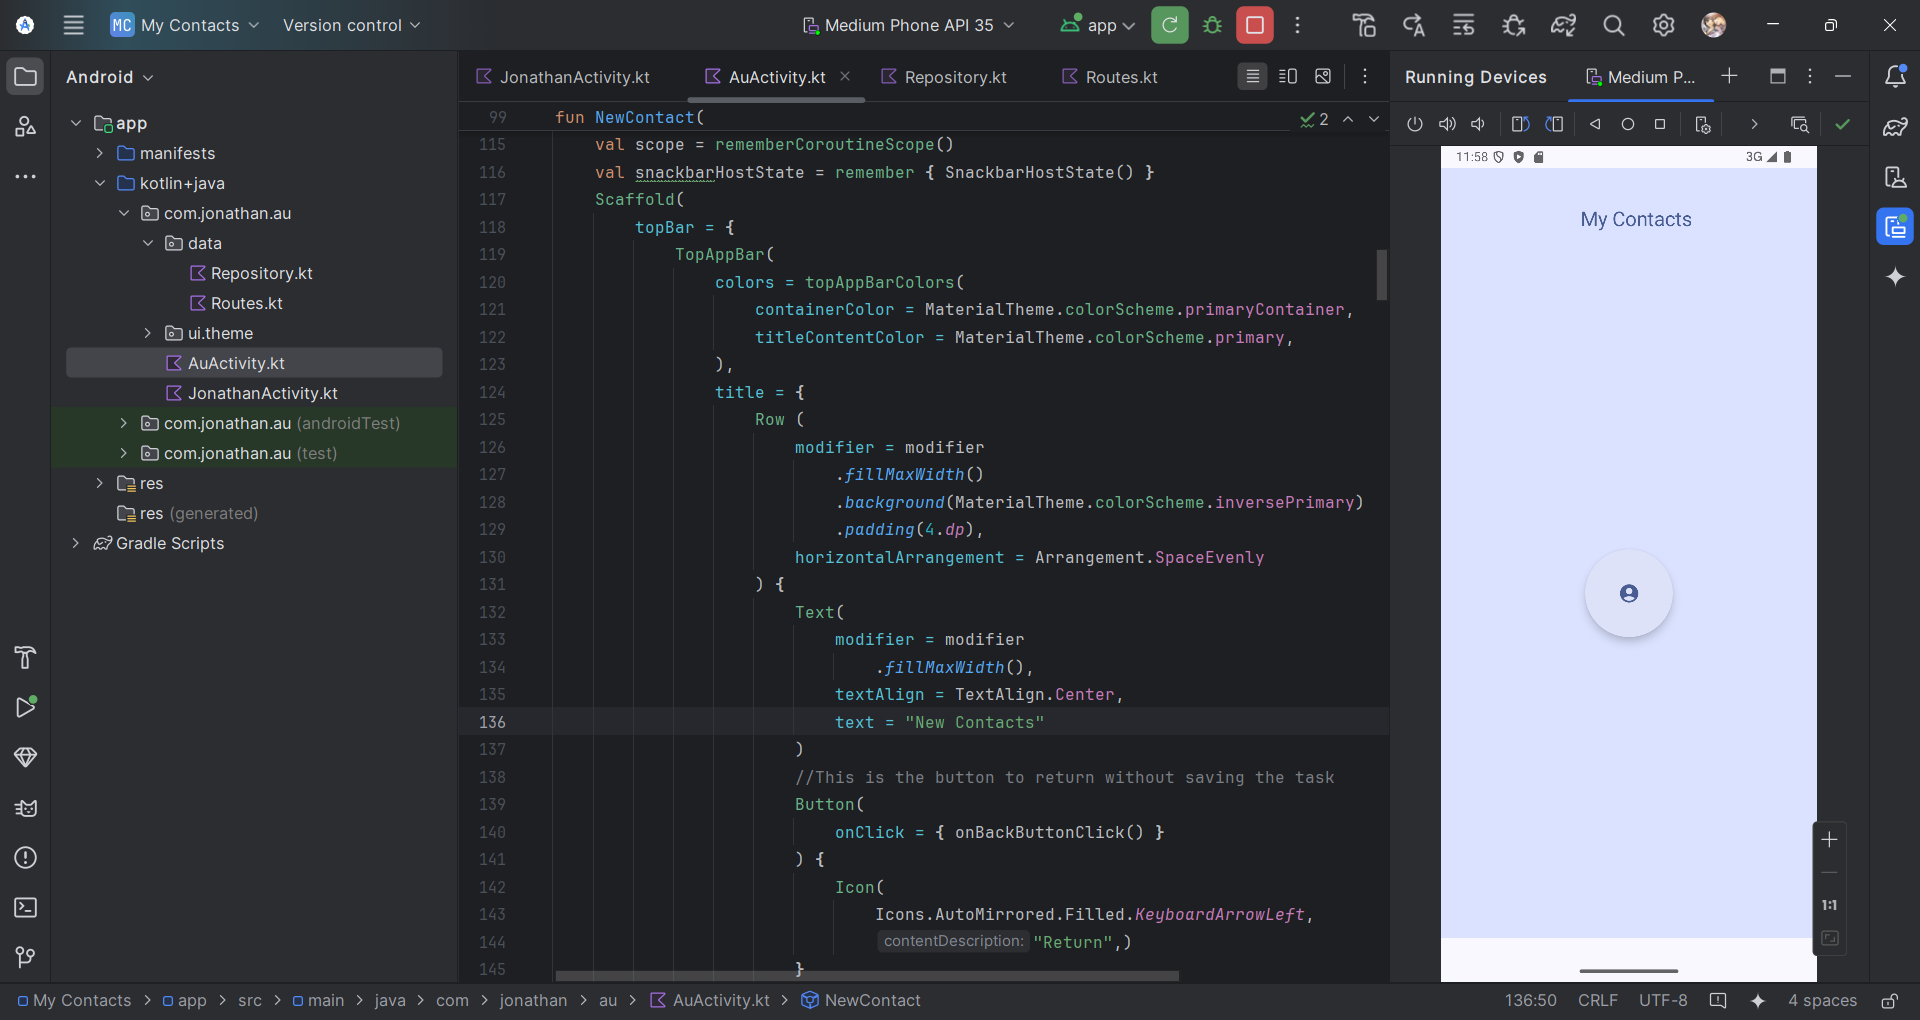 MC My Contacts Version control Medium Phone API 35 app
Android
app
manifests
kotlin+java
com.jonathan.au
data
Repository.kt
Routes.kt
ui.theme
AuActivity.kt
JonathanActivity.kt
com.jonathan.au (androidTest)
com.jonathan.au (test)
res
res (generated)
Gradle Scripts
JonathanActivity.kt AuActivity.kt Repository.kt Routes.kt
99 fun NewContact( 2
115 val scope = rememberCoroutineScope()
116 val snackbarHostState = remember { SnackbarHostState() }
117 Scaffold(
118 topBar = {
119 TopAppBar(
120 colors = topAppBarColors(
121 containerColor = MaterialTheme.colorScheme.primaryContainer,
122 titleContentColor = MaterialTheme.colorScheme.primary,
123 ),
124 title = {
125 Row (
126 modifier = modifier
127 .fillMaxWidth()
128 .background(MaterialTheme.colorScheme.inversePrimary)
129 .padding(4.dp),
130 horizontalArrangement = Arrangement.SpaceEvenly
131 ) {
132 Text(
133 modifier = modifier
134 .fillMaxWidth(),
135 textAlign = TextAlign.Center,
136 text = "New Contacts"
137 )
138 //This is the button to return without saving the task
139 Button(
140 onClick = { onBackButtonClick() }
141 ) {
142 Icon(
143 Icons.AutoMirrored.Filled.KeyboardArrowLeft,
144 contentDescription: "Return",)
145 }
Running Devices Medium P...
11:58 3G
My Contacts
1:1
My Contacts > app > src > main > java > com > jonathan > au > AuActivity.kt > NewContact
136:50 CRLF UTF-8 4 spaces